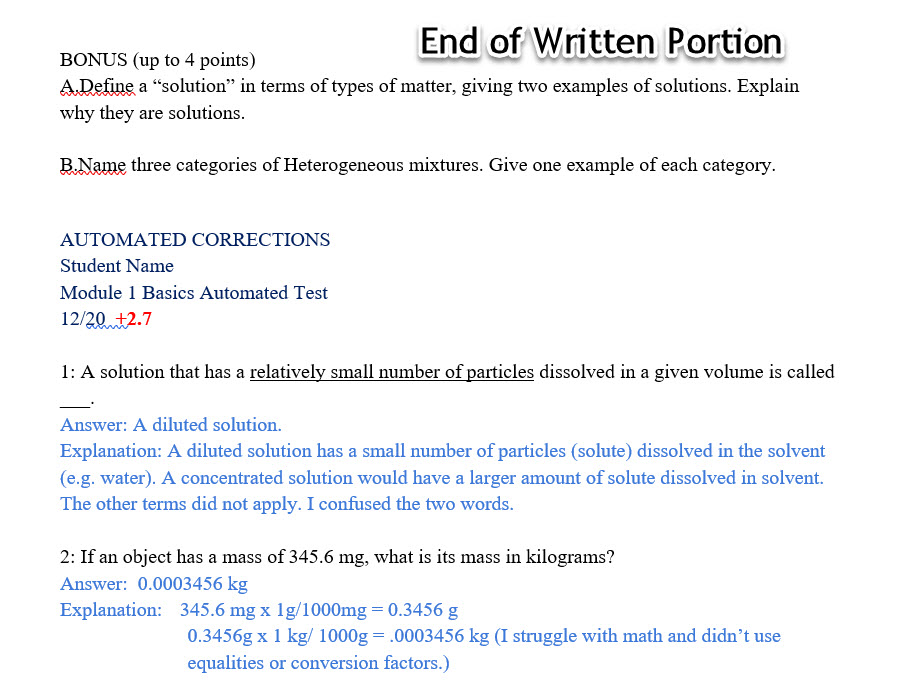 End of Written Portion
BONUS (up to 4 points)
A.Define a “solution” in terms of types of matter, giving two examples of solutions. Explain
why they are solutions.
B.Name three categories of Heterogeneous mixtures. Give one example of each category.
AUTOMATED CORRECTIONS
Student Name
Module 1 Basics Automated Test
12/20 +2.7
1: A solution that has a relatively small number of particles dissolved in a given volume is called
___.
Answer: A diluted solution.
Explanation: A diluted solution has a small number of particles (solute) dissolved in the solvent
(e.g. water). A concentrated solution would have a larger amount of solute dissolved in solvent.
The other terms did not apply. I confused the two words.
2: If an object has a mass of 345.6 mg, what is its mass in kilograms?
Answer: 0.0003456 kg
Explanation: 345.6 mg x 1g/1000mg = 0.3456 g
0.3456g x 1 kg/ 1000g = .0003456 kg (I struggle with math and didn’t use
equalities or conversion factors.)